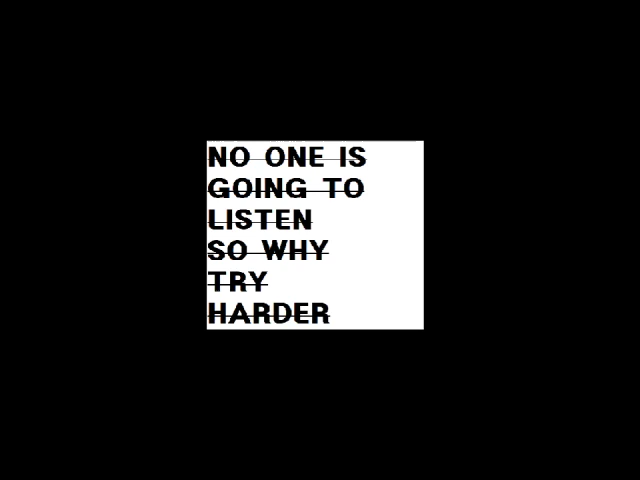 NO ONE IS
GOING TO
LISTEN
SO WHY
TRY
HARDER